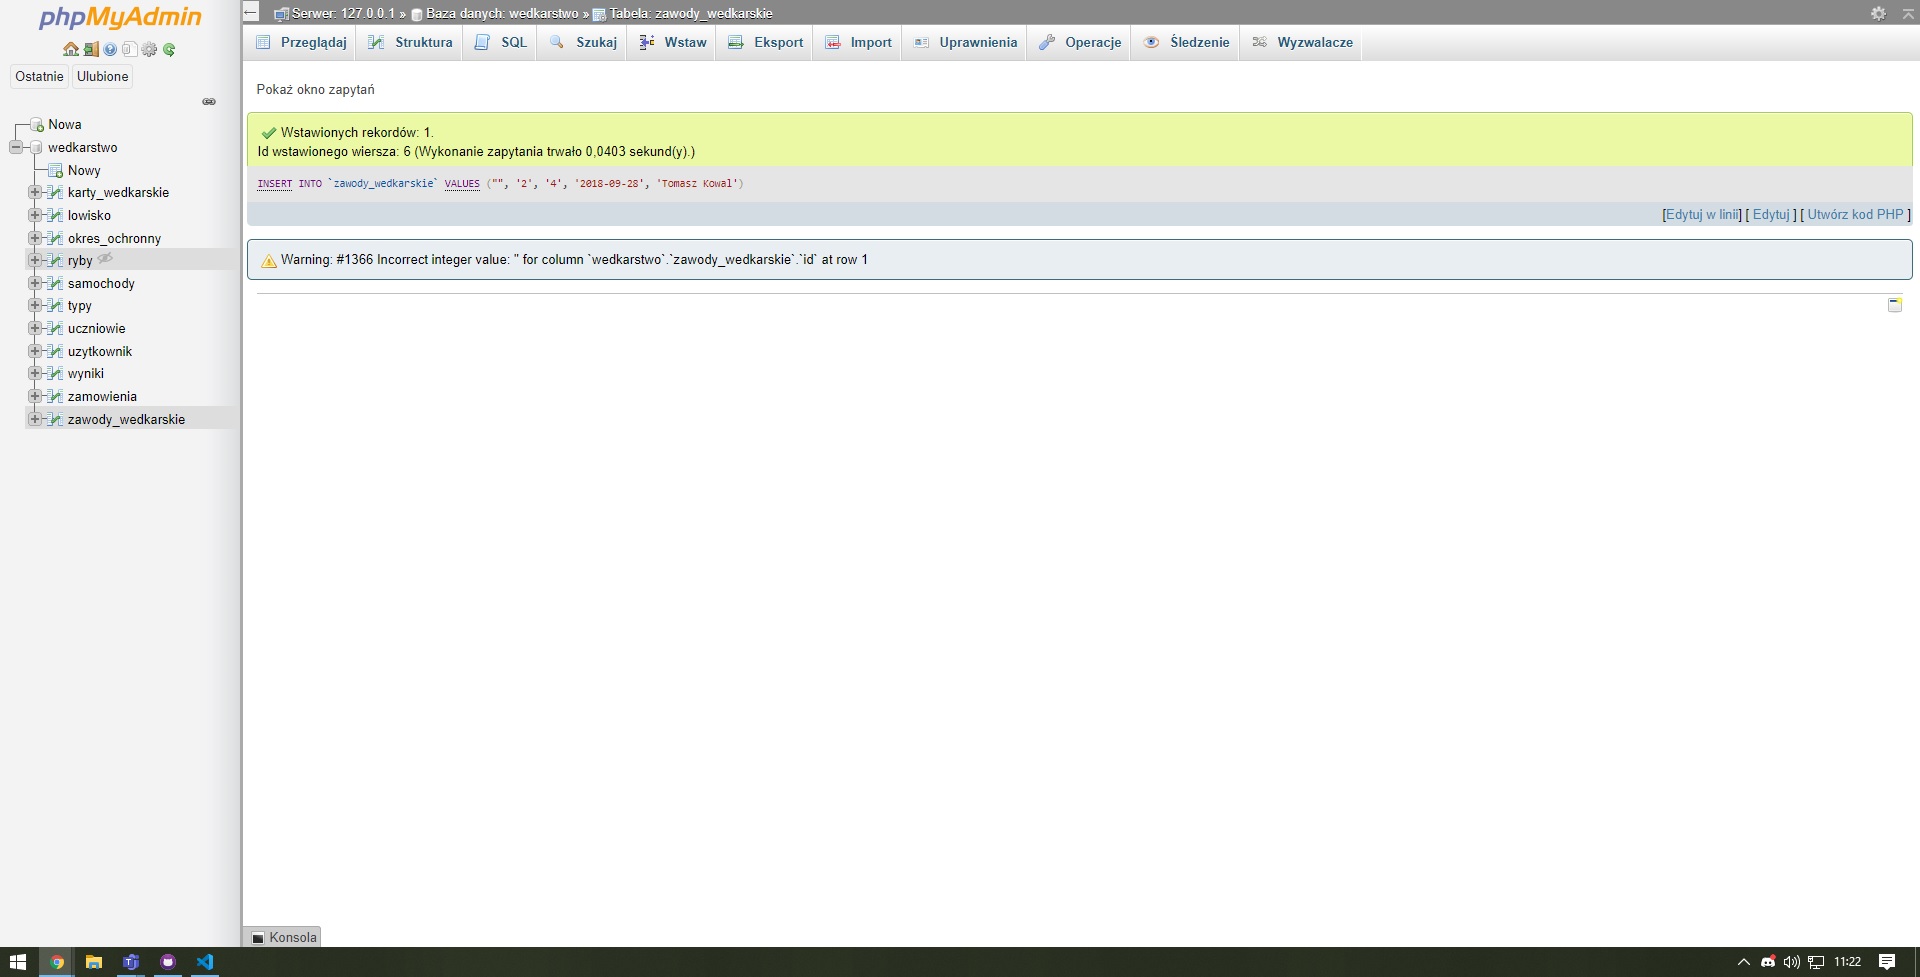 phpMyAdmin
Ostatnie Ulubione
Nowa
wedkarstwo
Nowy
karty_wedkarskie
lowisko
okres_ochronny
ryby
samochody
typy
uczniowie
uzytkownik
wyniki
zamowienia
zawody_wedkarskie
Serwer: 127.0.0.1 » Baza danych: wedkarstwo » Tabela: zawody_wedkarskie
Przeglądaj Struktura SQL Szukaj Wstaw Eksport Import Uprawnienia Operacje Śledzenie Wyzwalacze
Pokaż okno zapytań
Wstawionych rekordów: 1.
Id wstawionego wiersza: 6 (Wykonanie zapytania trwało 0,0403 sekund(y).)
INSERT INTO `zawody_wedkarskie` VALUES ("", '2', '4', '2018-09-28', 'Tomasz Kowal')
[Edytuj w linii] [ Edytuj ] [ Utwórz kod PHP ]
Warning: #1366 Incorrect integer value: '' for column `wedkarstwo`.`zawody_wedkarskie`.`id` at row 1
Konsola
11:22